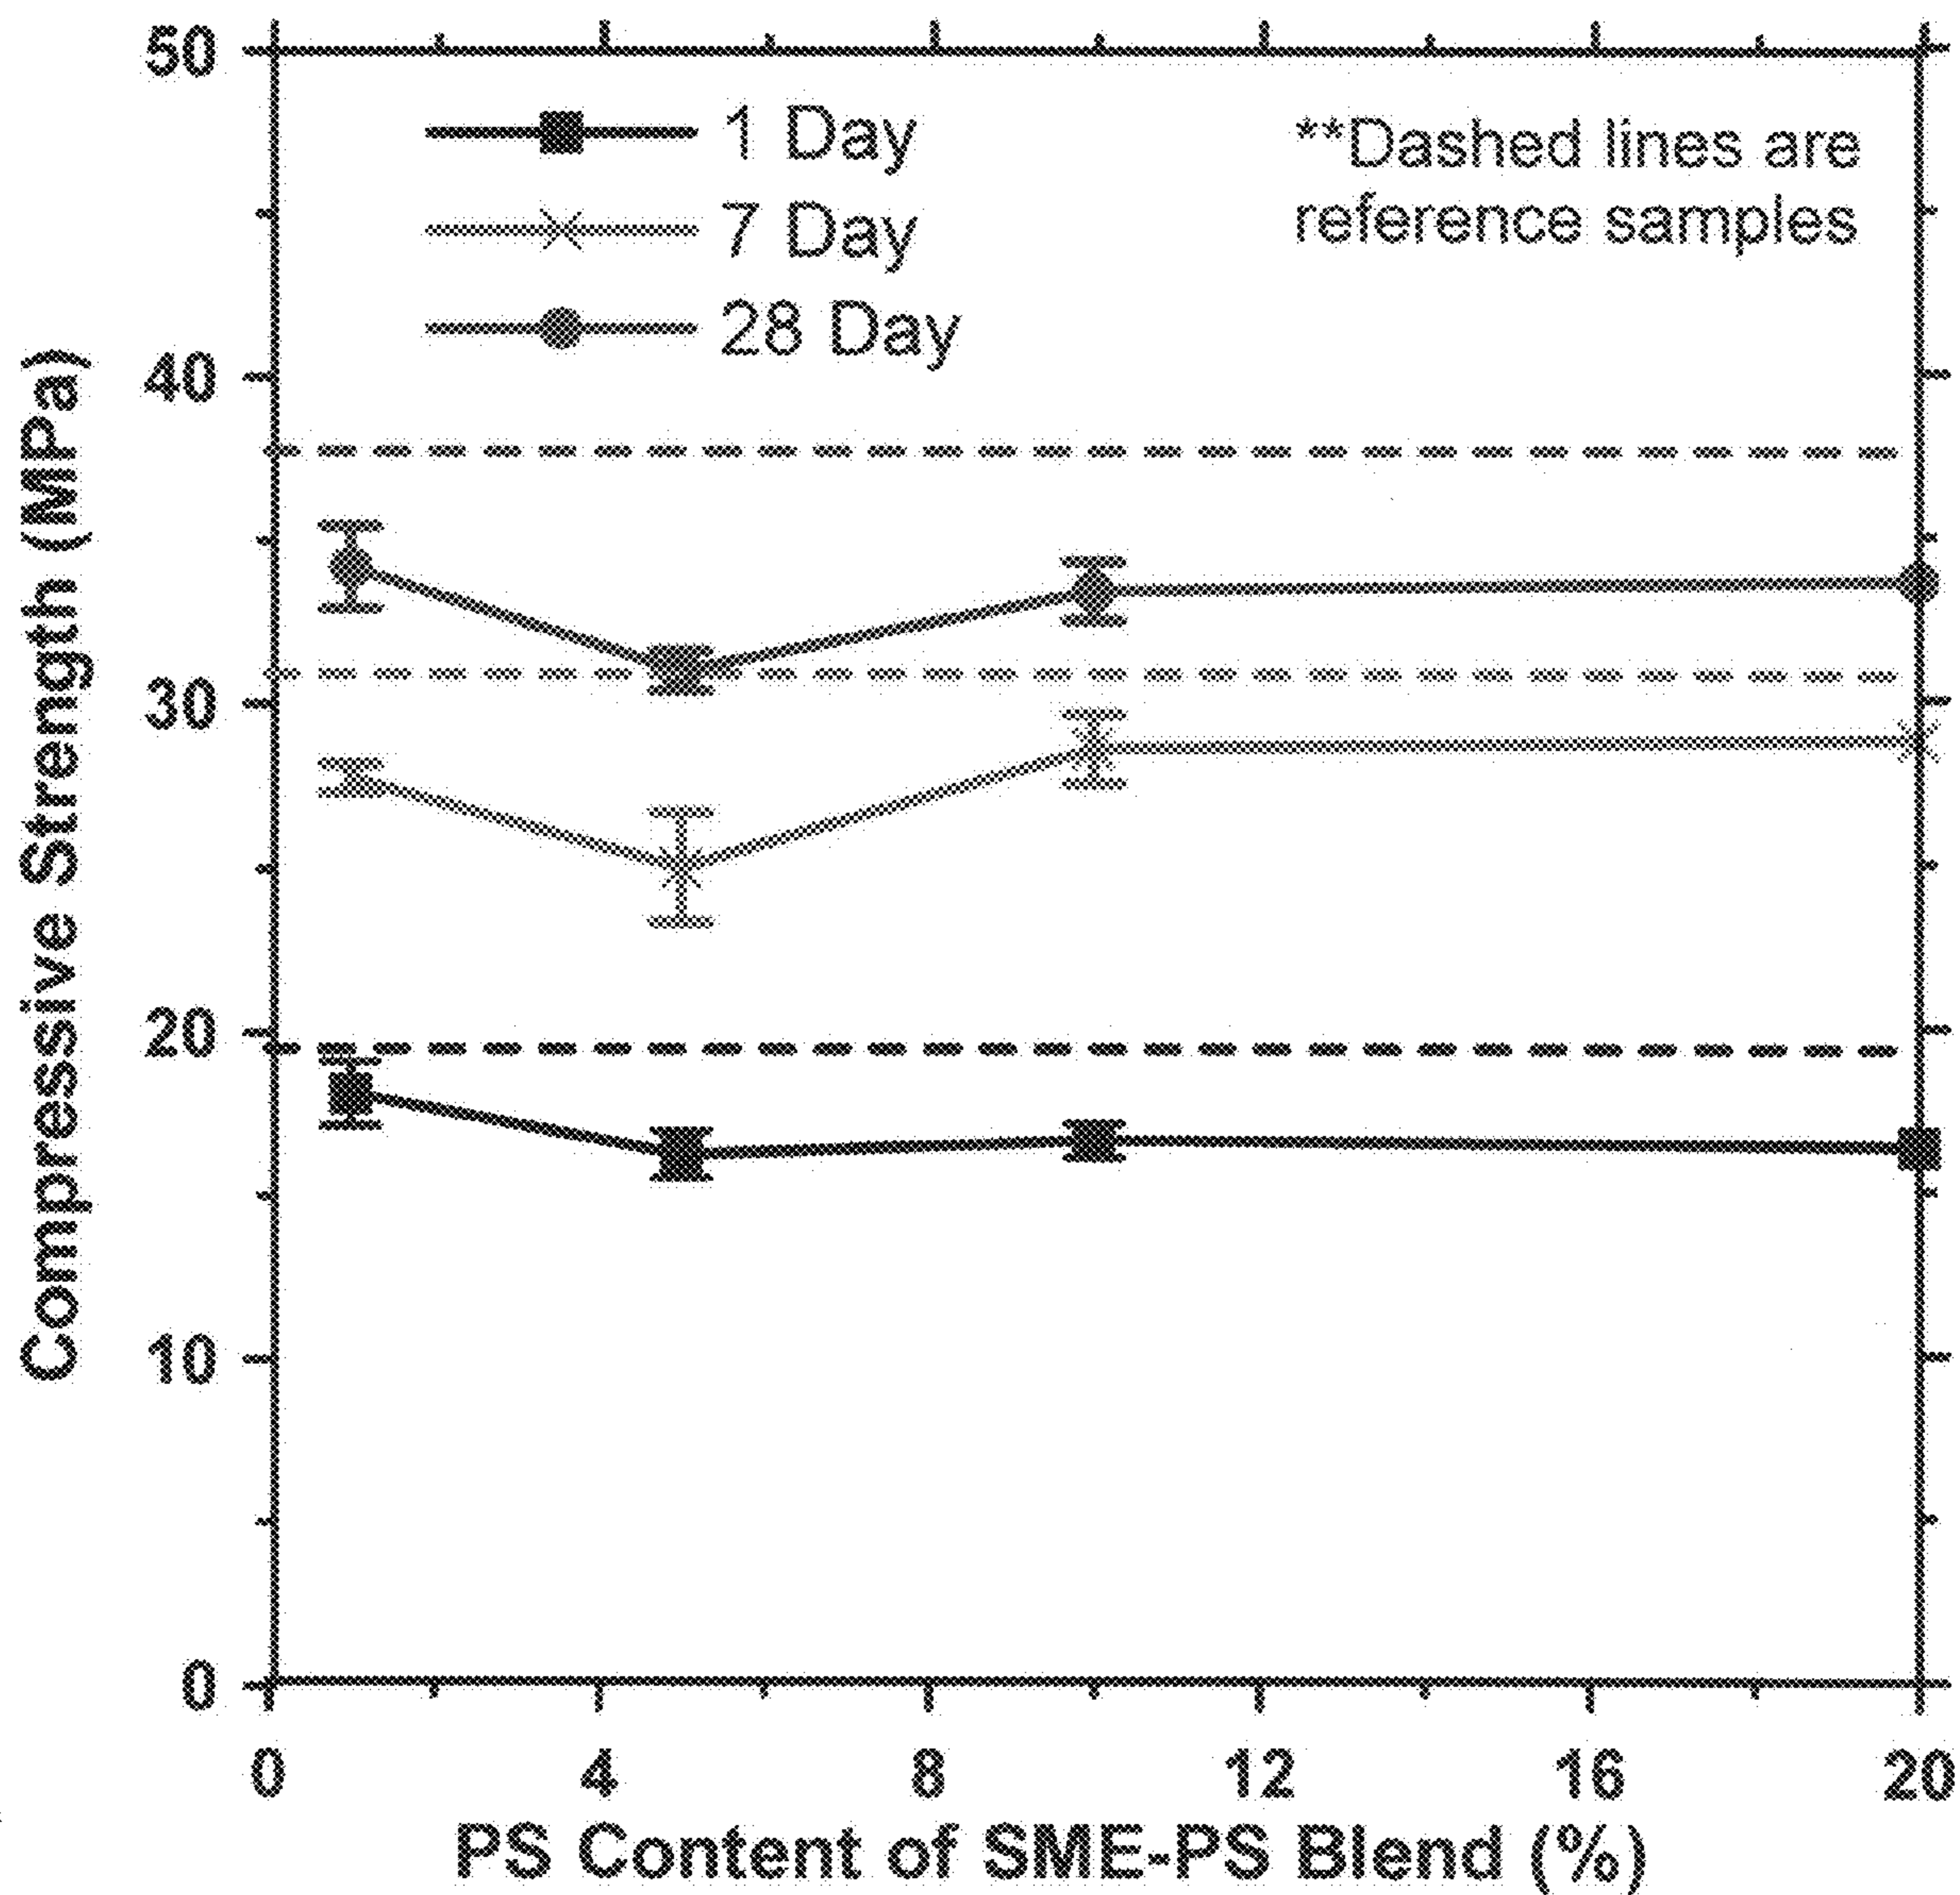 50
40
30
20
10
0
Compressive Strength (MPa)
1 Day
7 Day
28 Day
**Dashed lines are
reference samples
0 4 8 12 16 20
PS Content of SME-PS Blend (%)